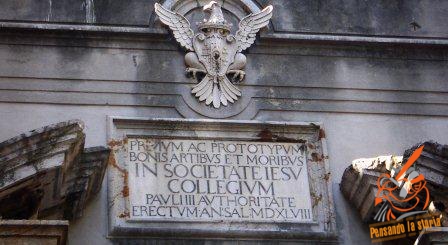 PRIMVM AC PROTOTYPVM
BONIS ARTIBVS ET MORIBVS
IN SOCIETATE IESV
COLLEGIVM
PAVLI IIII AVTHORITATE
ERECTVM AN SAL MDXLVIII
Pensando la storia